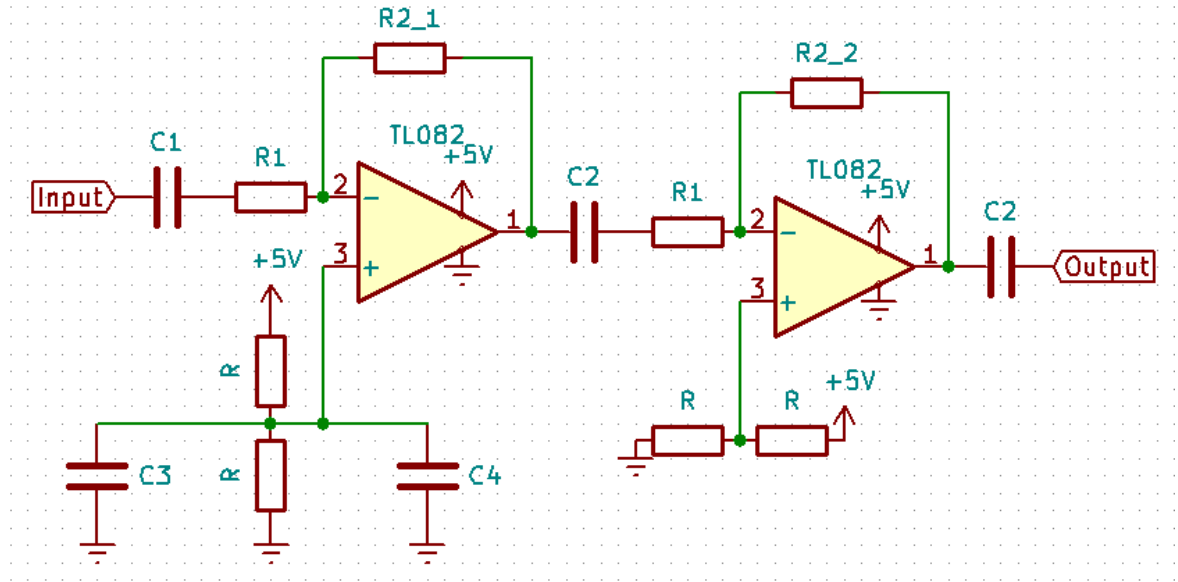 R2_1
R2_2
C1
R1
TL082
+5V
2
-
3
+
1
Input
C2
R1
TL082
+5V
2
-
3
+
1
C2
Output
+5V
R
R
C3
C4
R
R
+5V